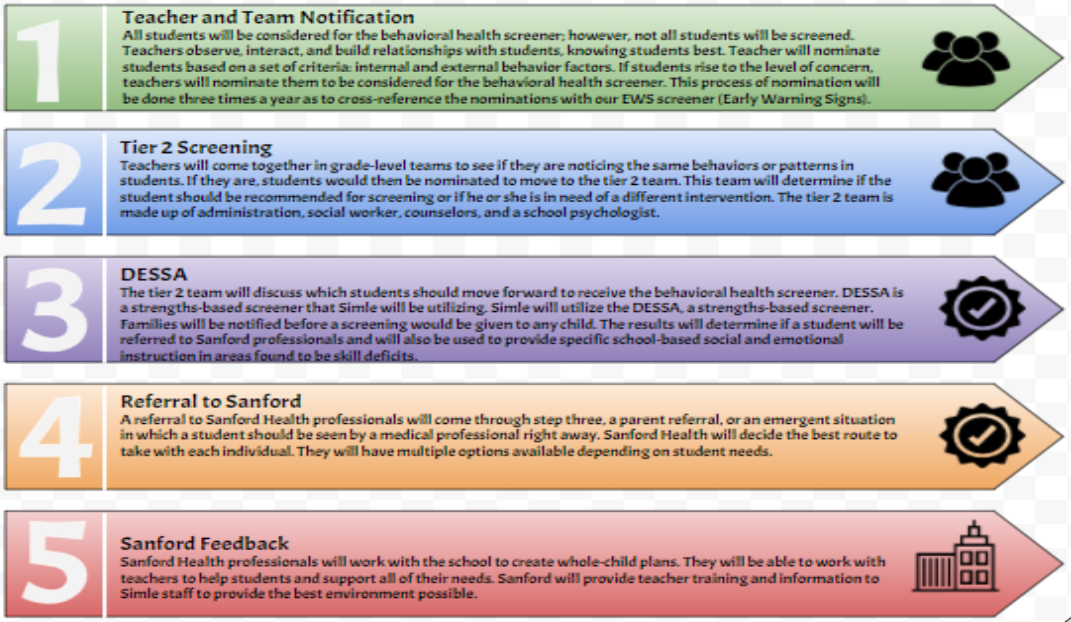 1
Teacher and Team Notification
All students will be considered for the behavioral health screener; however, not all students will be screened.
Teachers observe, interact, and build relationships with students, knowing students best. Teacher will nominate
students based on a set of criteria: internal and external behavior factors. If students rise to the level of concern,
teachers will nominate them to be considered for the behavioral health screener. This process of nomination will
be done three times a year as to cross-reference the nominations with our EWS screener (Early Warning Signs).
2
Tier 2 Screening
Teachers will come together in grade-level teams to see if they are noticing the same behaviors or patterns in
students. If they are, students would then be nominated to move to the tier 2 team. This team will determine if the
student should be recommended for screening or if he or she is in need of a different intervention. The tier 2 team is
made up of administration, social worker, counselors, and a school psychologist.
3
DESSA
The tier 2 team will discuss which students should move forward to receive the behavioral health screener. DESSA is
a strengths-based screener that Simle will be utilizing. Simle will utilize the DESSA, a strengths-based screener.
Families will be notified before a screening would be given to any child. The results will determine if a student will be
referred to Sanford professionals and will also be used to provide specific school-based social and emotional
instruction in areas found to be skill deficits.
4
Referral to Sanford
A referral to Sanford Health professionals will come through step three, a parent referral, or an emergent situation
in which a student should be seen by a medical professional right away. Sanford Health will decide the best route to
take with each individual. They will have multiple options available depending on student needs.
5
Sanford Feedback
Sanford Health professionals will work with the school to create whole-child plans. They will be able to work with
teachers to help students and support all of their needs. Sanford will provide teacher training and information to
Simle staff to provide the best environment possible.